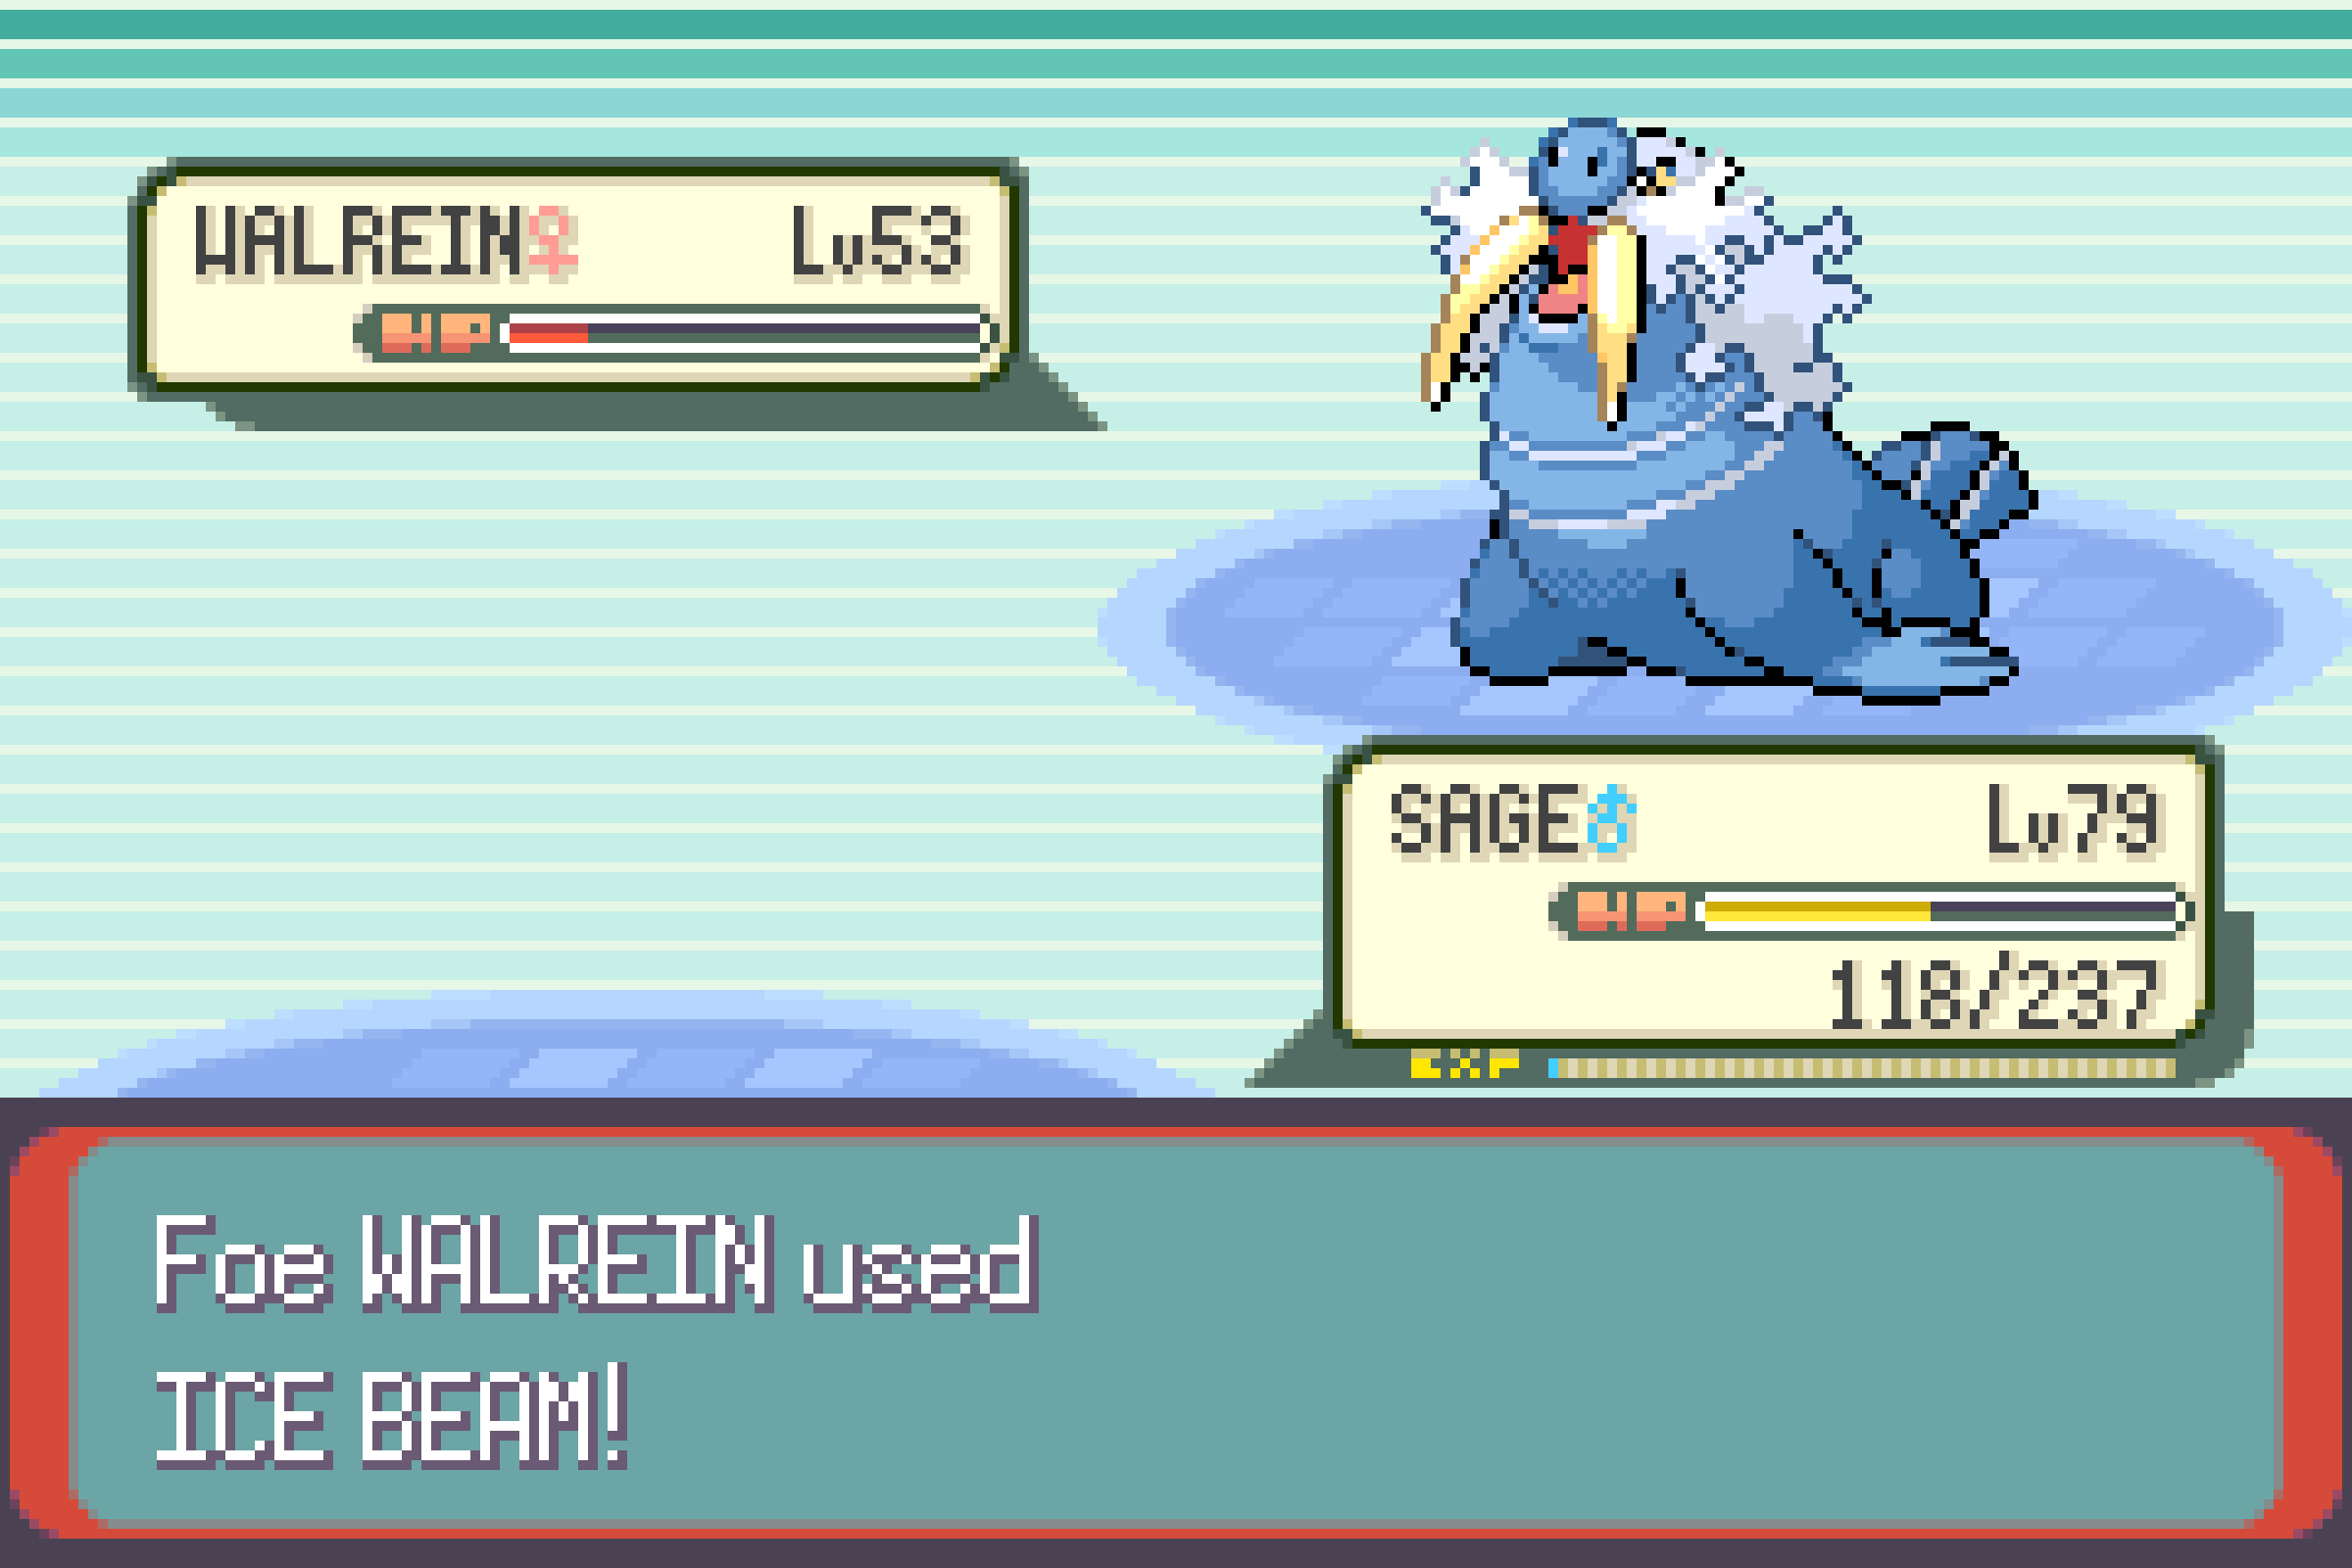 WALREIN♀ Lv53
HP
SAGE♂ Lv79
HP
118/237
EXP
Foe WALREIN used
ICE BEAM!